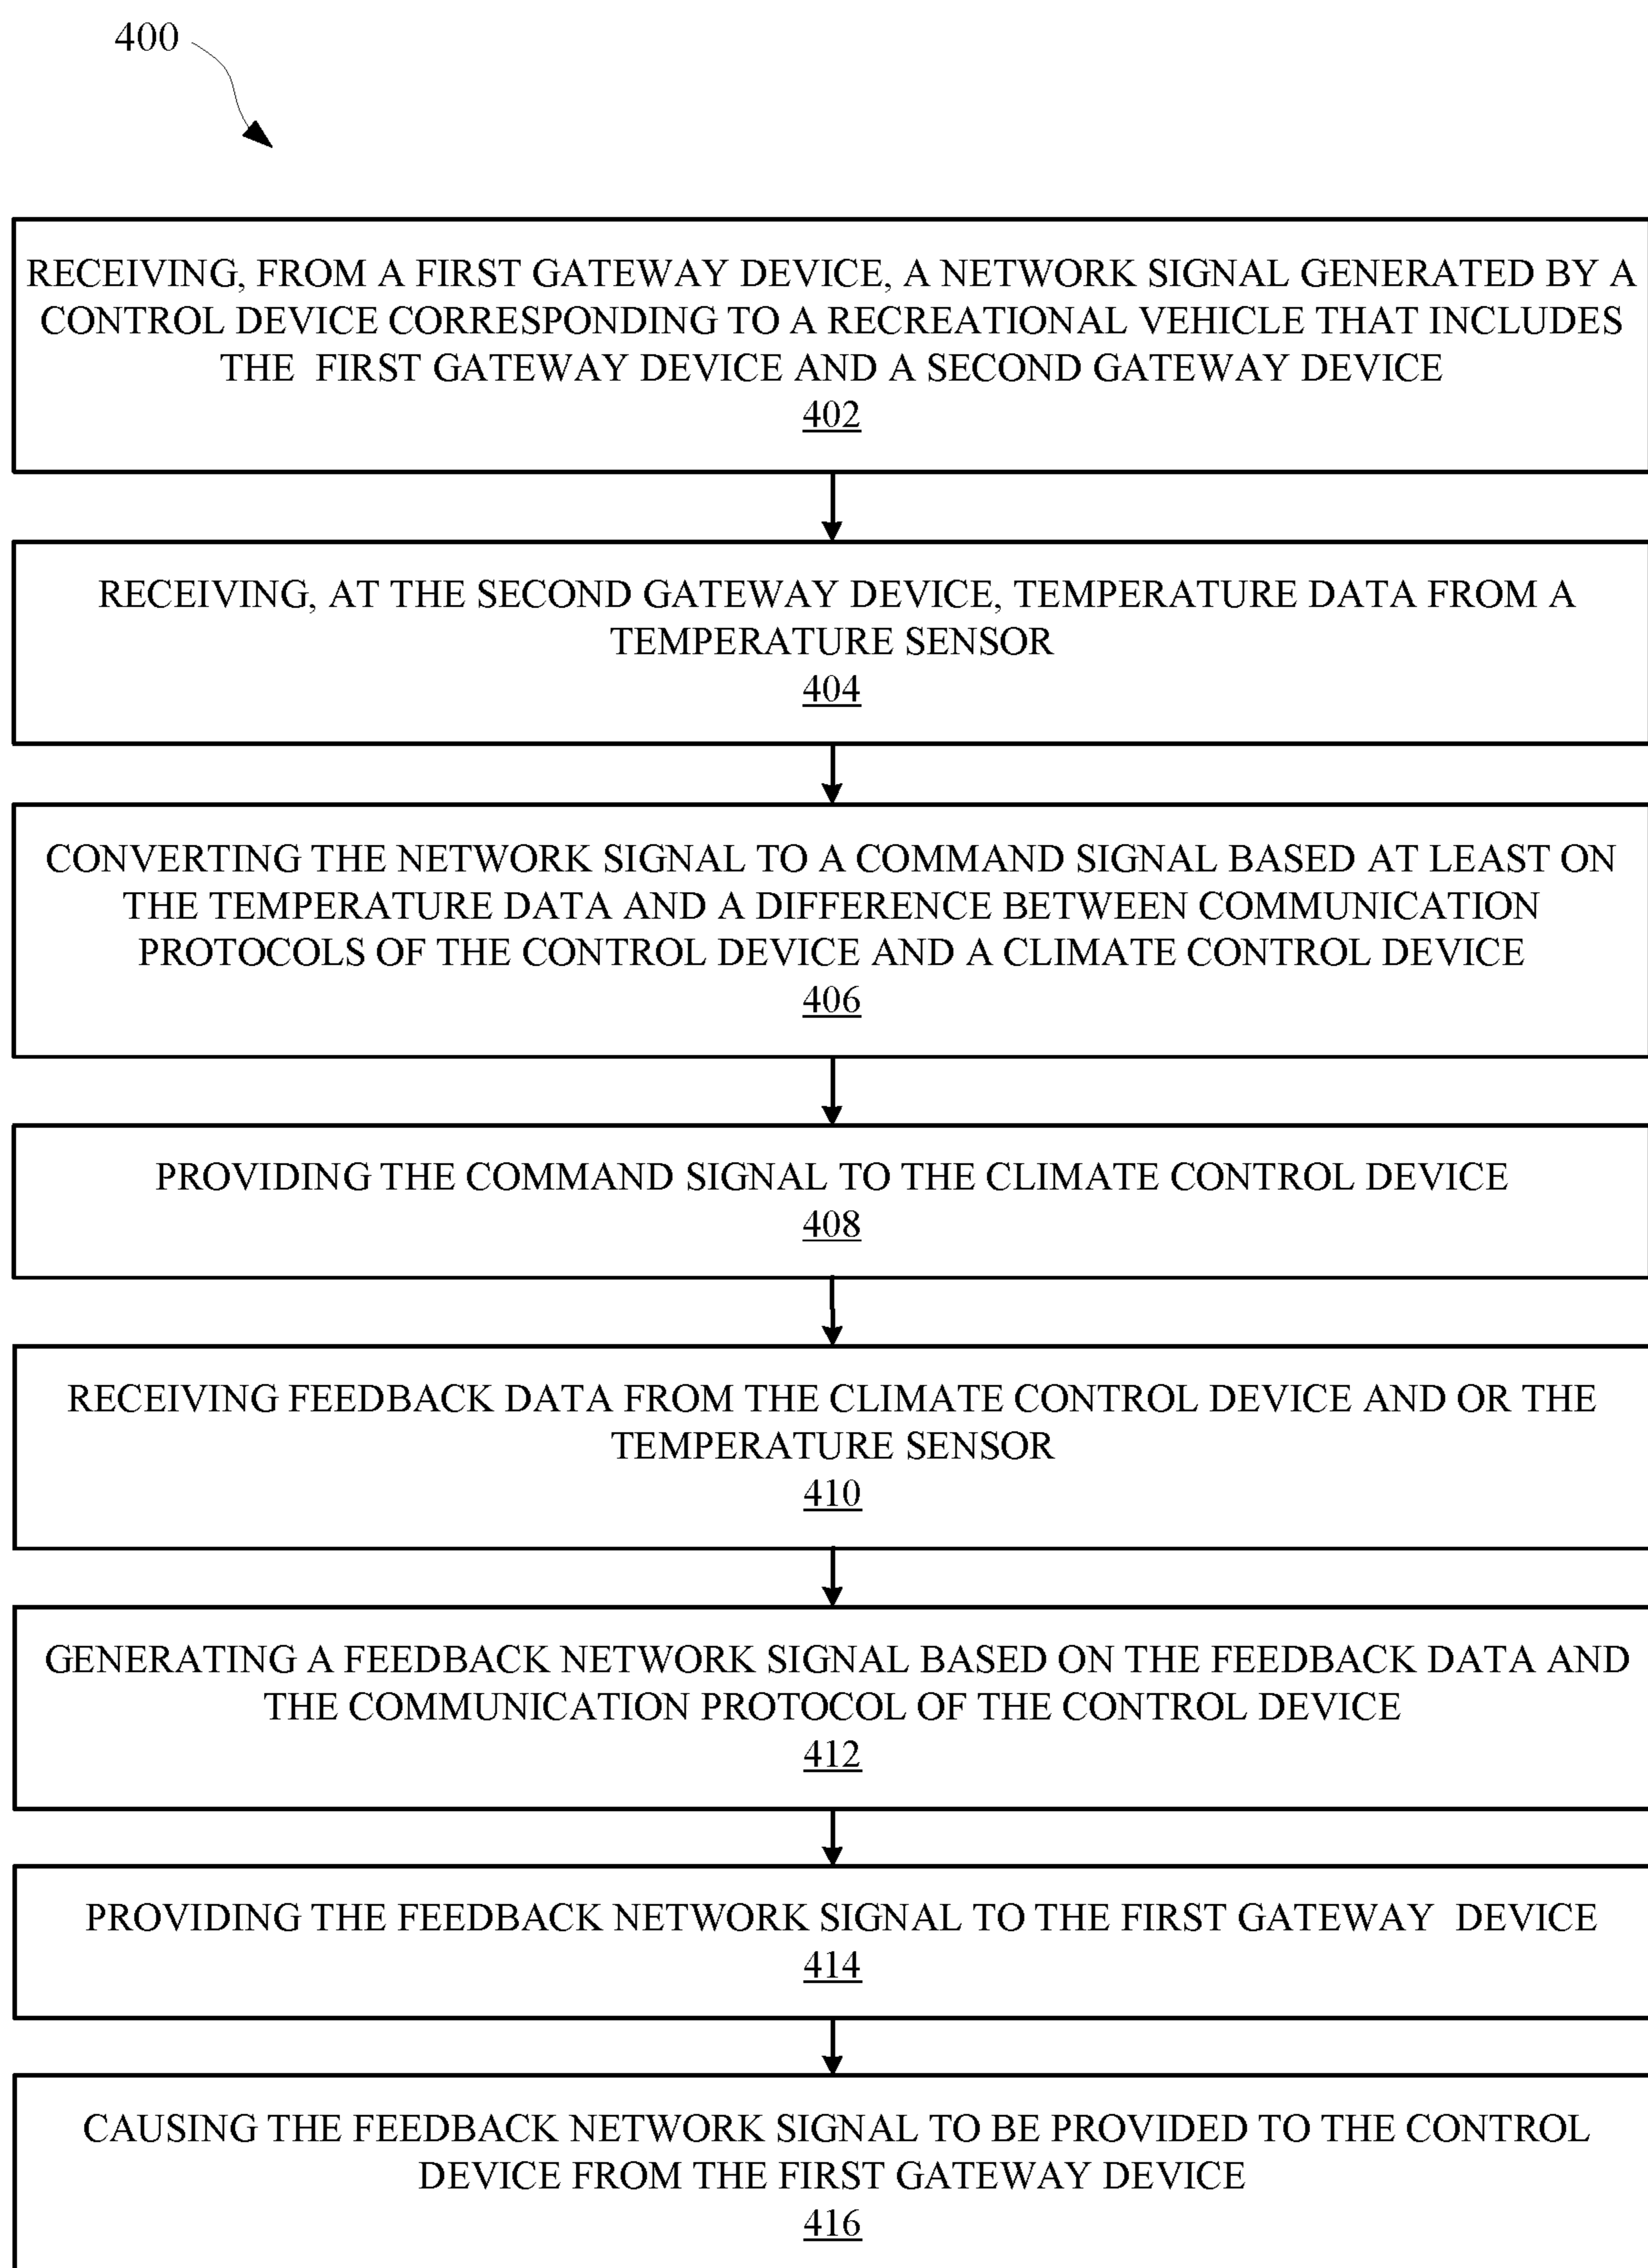 400
RECEIVING, FROM A FIRST GATEWAY DEVICE, A NETWORK SIGNAL GENERATED BY A
CONTROL DEVICE CORRESPONDING TO A RECREATIONAL VEHICLE THAT INCLUDES
THE FIRST GATEWAY DEVICE AND A SECOND GATEWAY DEVICE
402
RECEIVING, AT THE SECOND GATEWAY DEVICE, TEMPERATURE DATA FROM A
TEMPERATURE SENSOR
404
CONVERTING THE NETWORK SIGNAL TO A COMMAND SIGNAL BASED AT LEAST ON
THE TEMPERATURE DATA AND A DIFFERENCE BETWEEN COMMUNICATION
PROTOCOLS OF THE CONTROL DEVICE AND A CLIMATE CONTROL DEVICE
406
PROVIDING THE COMMAND SIGNAL TO THE CLIMATE CONTROL DEVICE
408
RECEIVING FEEDBACK DATA FROM THE CLIMATE CONTROL DEVICE AND OR THE
TEMPERATURE SENSOR
410
GENERATING A FEEDBACK NETWORK SIGNAL BASED ON THE FEEDBACK DATA AND
THE COMMUNICATION PROTOCOL OF THE CONTROL DEVICE
412
PROVIDING THE FEEDBACK NETWORK SIGNAL TO THE FIRST GATEWAY DEVICE
414
CAUSING THE FEEDBACK NETWORK SIGNAL TO BE PROVIDED TO THE CONTROL
DEVICE FROM THE FIRST GATEWAY DEVICE
416